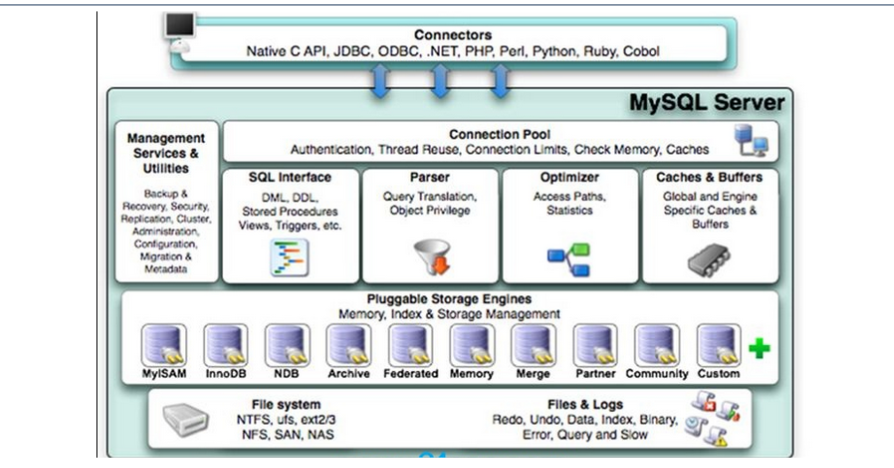 Connectors
Native C API, JDBC, ODBC, .NET, PHP, Perl, Python, Ruby, Cobol
MySQL Server
Management
Services &
Utilities
Backup &
Recovery, Security,
Replication, Cluster,
Administration,
Configuration,
Migration &
Metadata
Connection Pool
Authentication, Thread Reuse, Connection Limits, Check Memory, Caches
SQL Interface
DML, DDL,
Stored Procedures
Views, Triggers, etc.
Parser
Query Translation,
Object Privilege
Optimizer
Access Paths,
Statistics
Caches & Buffers
Global and Engine
Specific Caches &
Buffers
Pluggable Storage Engines
Memory, Index & Storage Management
MyISAM
InnoDB
NDB
Archive
Federated
Memory
Merge
Partner
Community
Custom
File system
NTFS, ufs, ext2/3
NFS, SAN, NAS
Files & Logs
Redo, Undo, Data, Index, Binary,
Error, Query and Slow